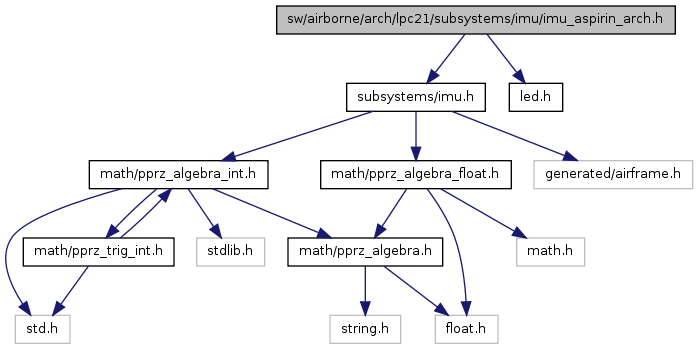 sw/airborne/arch/lpc21/subsystems/imu/imu_aspirin_arch.h
subsystems/imu.h
led.h
math/pprz_algebra_int.h
math/pprz_algebra_float.h
generated/airframe.h
math/pprz_trig_int.h
stdlib.h
math/pprz_algebra.h
math.h
std.h
string.h
float.h